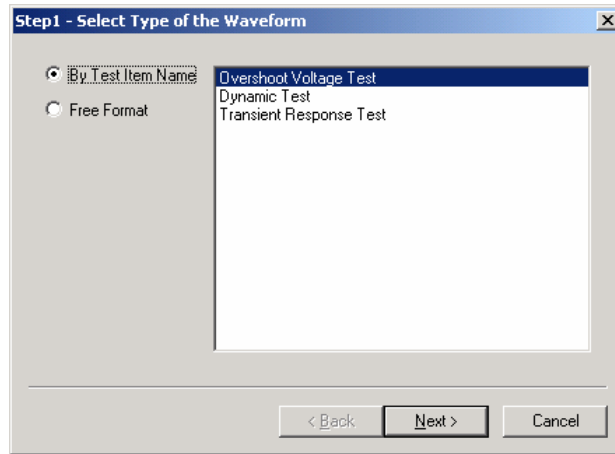 Step1 - Select Type of the Waveform
By Test Item Name
Free Format
Overshoot Voltage Test
Dynamic Test
Transient Response Test
< Back
Next >
Cancel